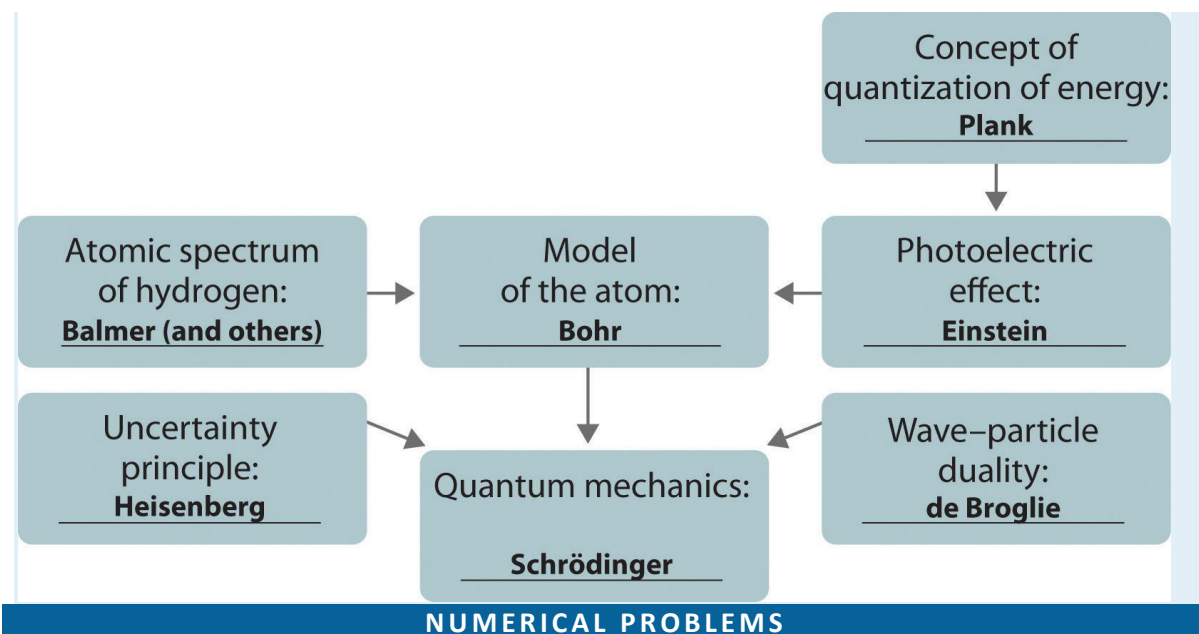 Concept of
quantization of energy:
Plank
Atomic spectrum
of hydrogen:
Balmer (and others)
Model
of the atom:
Bohr
Photoelectric
effect:
Einstein
Uncertainty
principle:
Heisenberg
Quantum mechanics:
Schrödinger
Wave–particle
duality:
de Broglie
NUMERICAL PROBLEMS